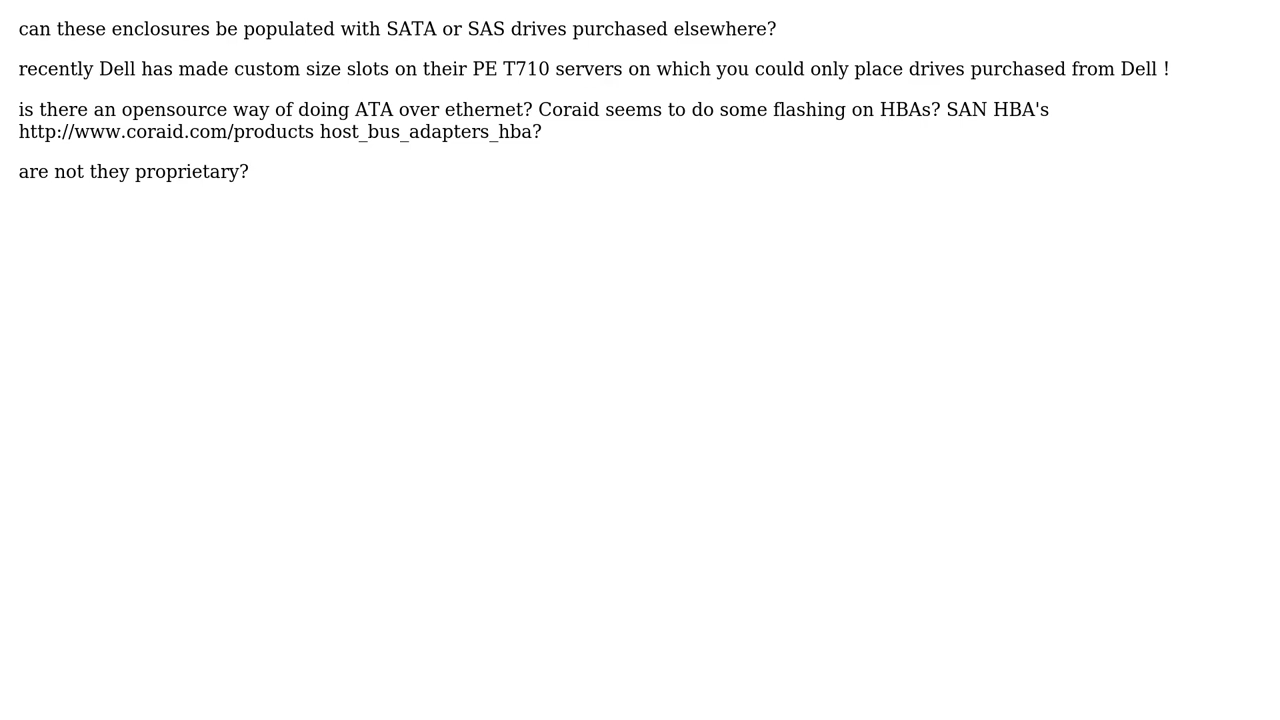 can these enclosures be populated with SATA or SAS drives purchased elsewhere?
recently Dell has made custom size slots on their PE T710 servers on which you could only place drives purchased from Dell !
is there an opensource way of doing ATA over ethernet? Coraid seems to do some flashing on HBAs? SAN HBA's
http://www.coraid.com/products host_bus_adapters_hba?
are not they proprietary?